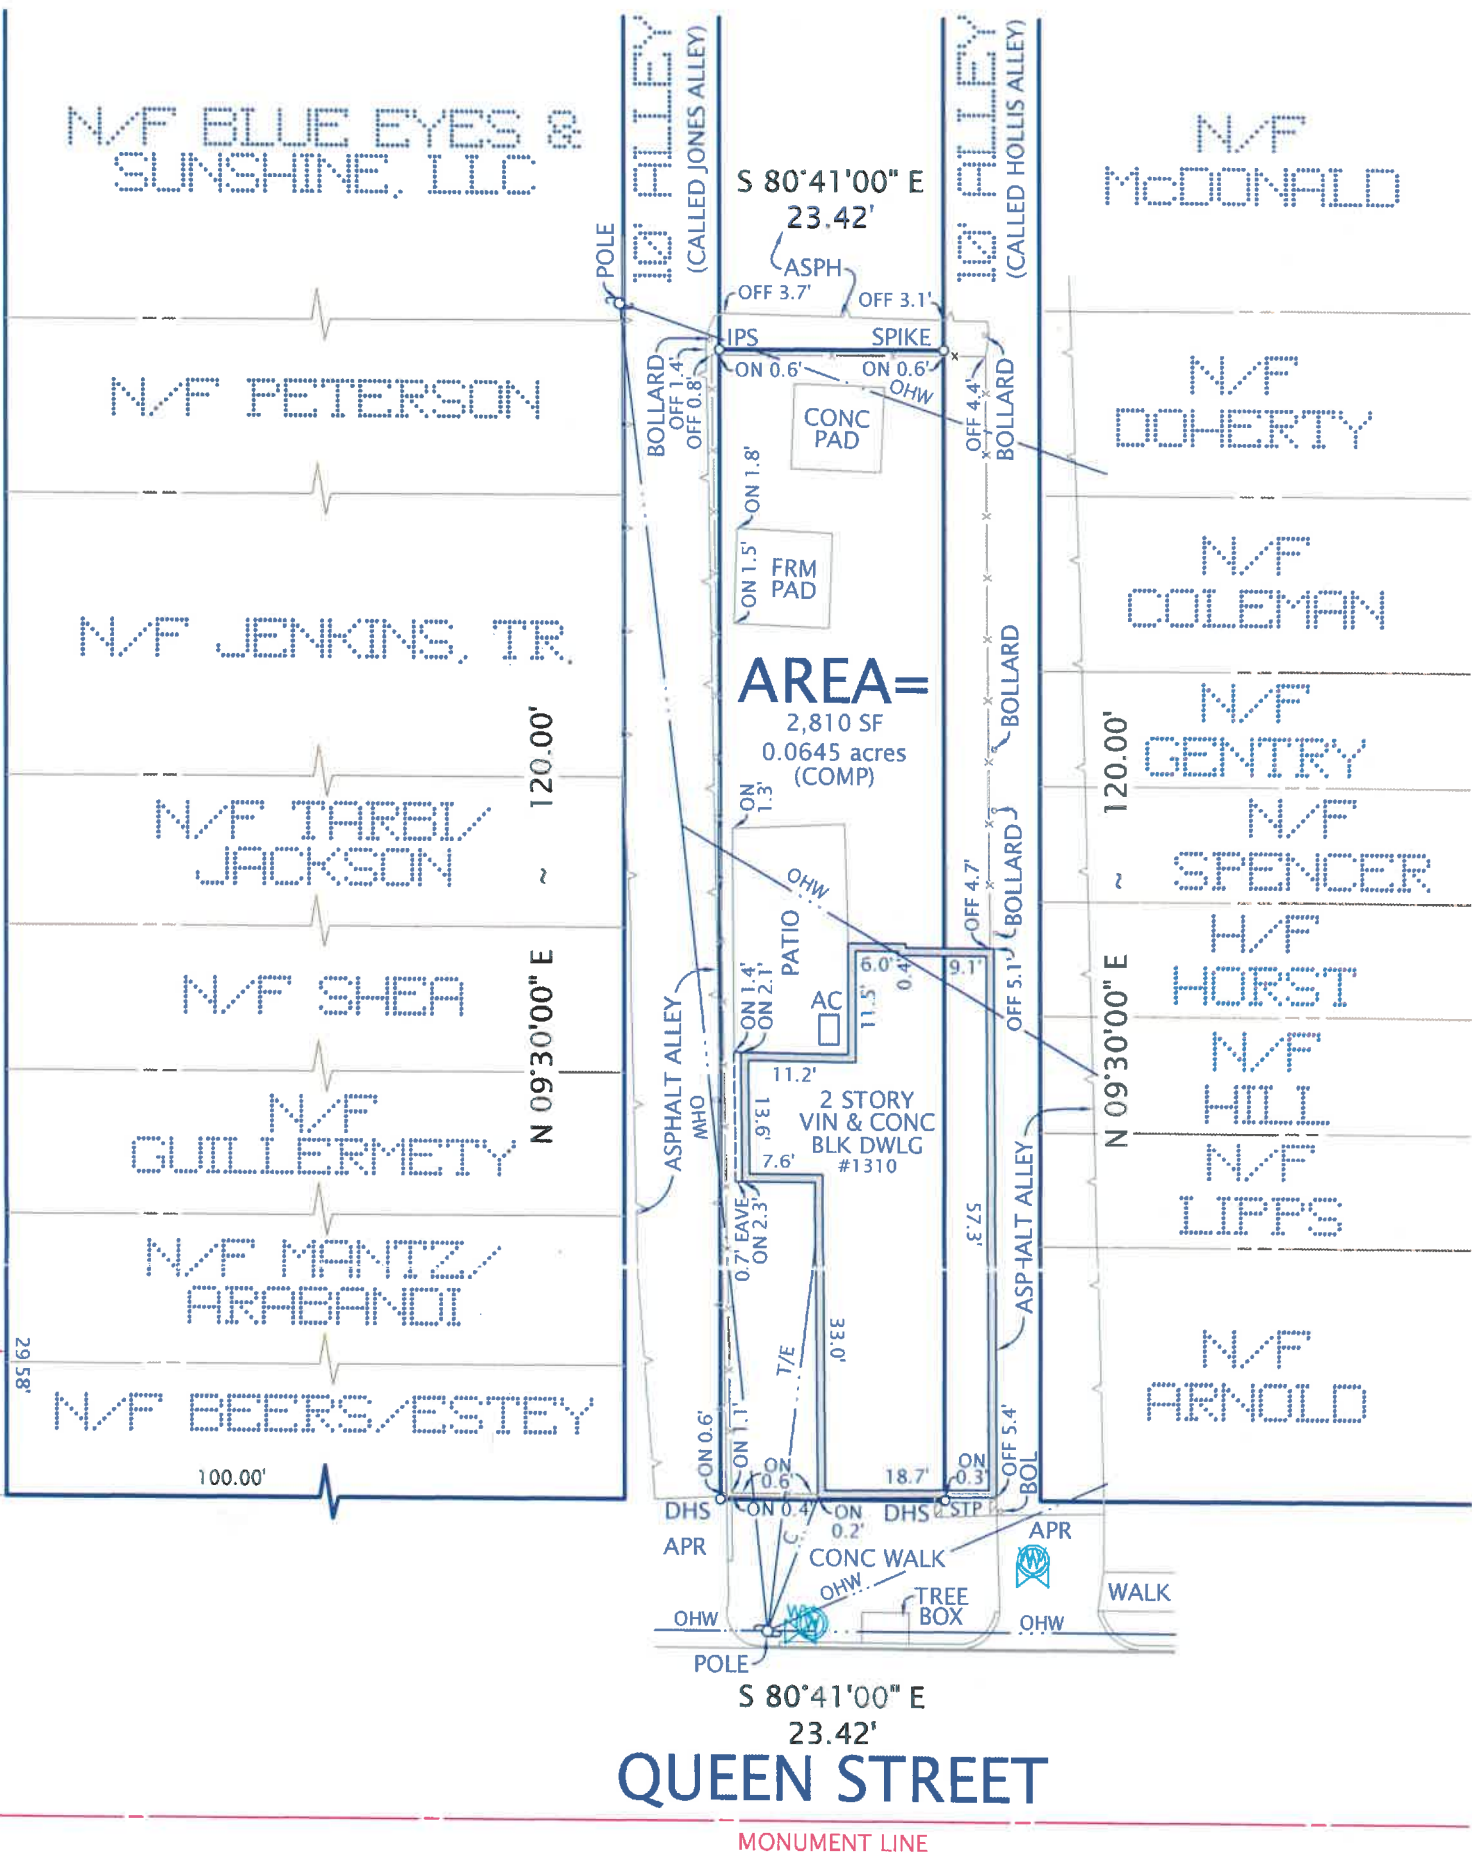 10' ALLEY
(CALLED JONES ALLEY)
10' ALLEY
(CALLED HOLLIS ALLEY)
N/F BLUE EYES &
SUNSHINE, LLC
N/F
McDONALD
S 80°41'00" E
23.42'
POLE
ASPH
OFF 3.7'
OFF 3.1'
IPS
SPIKE
ON 0.6'
ON 0.6'
OHW
BOLLARD
OFF 1.4'
OFF 0.8'
OFF 4.4'
BOLLARD
N/F PETERSON
N/F
DOHERTY
CONC
PAD
ON 1.8'
ON 1.5'
FRM
PAD
N/F
COLEMAN
N/F JENKINS, TR.
AREA=
2,810 SF
0.0645 acres
(COMP)
BOLLARD
N/F
GENTRY
N 09°30'00" E ~ 120.00'
N 09°30'00" E ~ 120.00'
N/F TARBI/
JACKSON
ON
1.3'
BOLLARD
N/F
SPENCER
OHW
OFF 4.7'
BOLLARD
PATIO
N/F SHEA
H/F
HORST
6.0'
0.4'
9.1'
OFF 5.1'
11.5'
AC
ON 1.4'
ON 2.1'
ASPHALT ALLEY
OHW
11.2'
N/F
HILL
N/F
GUILLERMETY
13.6'
2 STORY
VIN & CONC
BLK DWLG
#1310
7.6'
N/F
LIPPS
ASPHALT ALLEY
57.3'
0.7' EAVE
ON 2.3'
N/F MANTZ/
ARABANDI
33.0'
T/E
29.58'
N/F
ARNOLD
N/F BEERS/ESTEY
100.00'
ON 0.6'
ON 1.1'
ON
0.6'
18.7'
ON
0.3'
OFF 5.4'
BOL
DHS
ON 0.4'
ON
0.2'
DHS
STP
APR
APR
C
CONC WALK
OHW
W
WALK
TREE
BOX
OHW
W
OHW
POLE
S 80°41'00" E
23.42'
QUEEN STREET
MONUMENT LINE